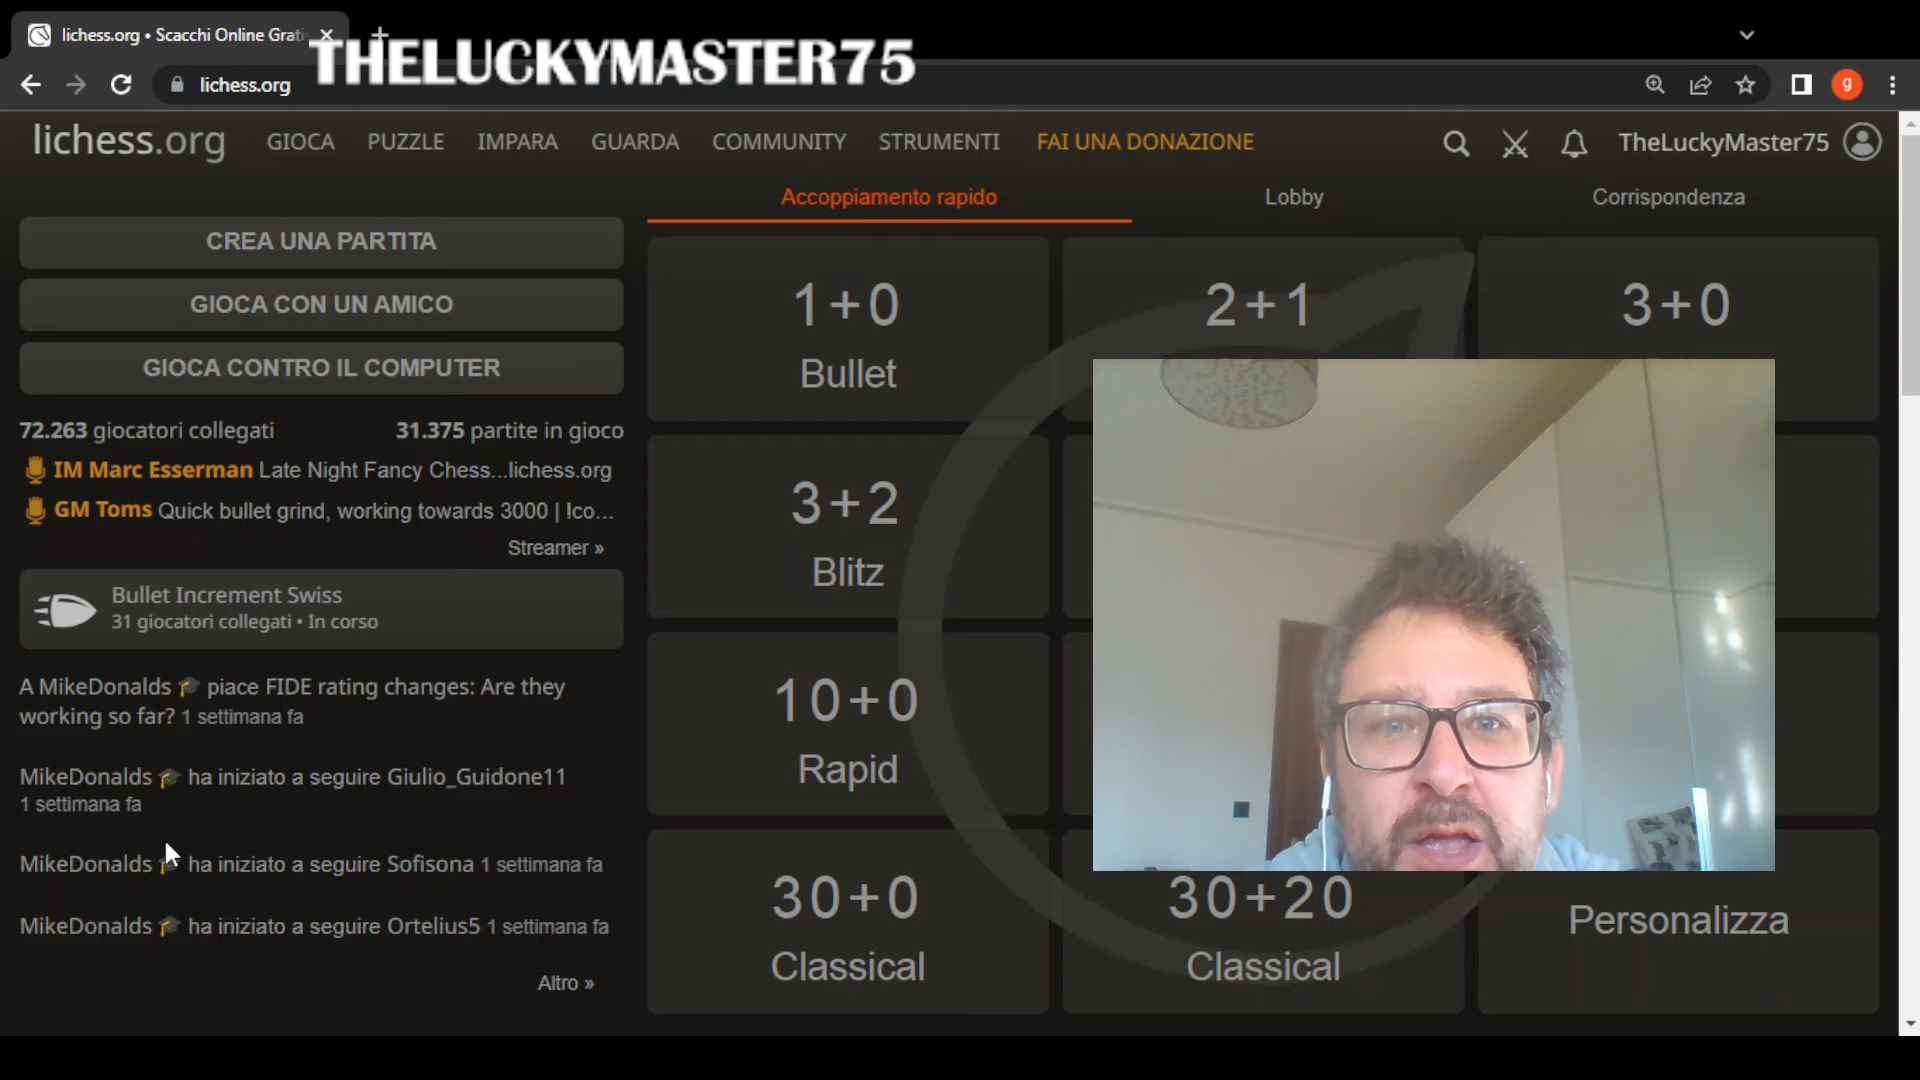 lichess.org • Scacchi Online Grati
THELUCKYMASTER75
lichess.org
g
lichess.org GIOCA PUZZLE IMPARA GUARDA COMMUNITY STRUMENTI FAI UNA DONAZIONE TheLuckyMaster75
Accoppiamento rapido Lobby Corrispondenza
CREA UNA PARTITA
GIOCA CON UN AMICO
GIOCA CONTRO IL COMPUTER
72.263 giocatori collegati 31.375 partite in gioco
IM Marc Esserman Late Night Fancy Chess...lichess.org
GM Toms Quick bullet grind, working towards 3000 | !co...
Streamer »
Bullet Increment Swiss
31 giocatori collegati • In corso
A MikeDonalds piace FIDE rating changes: Are they
working so far? 1 settimana fa
MikeDonalds ha iniziato a seguire Giulio_Guidone11
1 settimana fa
MikeDonalds ha iniziato a seguire Sofisona 1 settimana fa
MikeDonalds ha iniziato a seguire Ortelius5 1 settimana fa
Altro »
1+0
Bullet
2+1
3+0
3+2
Blitz
10+0
Rapid
30+0
Classical
30+20
Classical
Personalizza